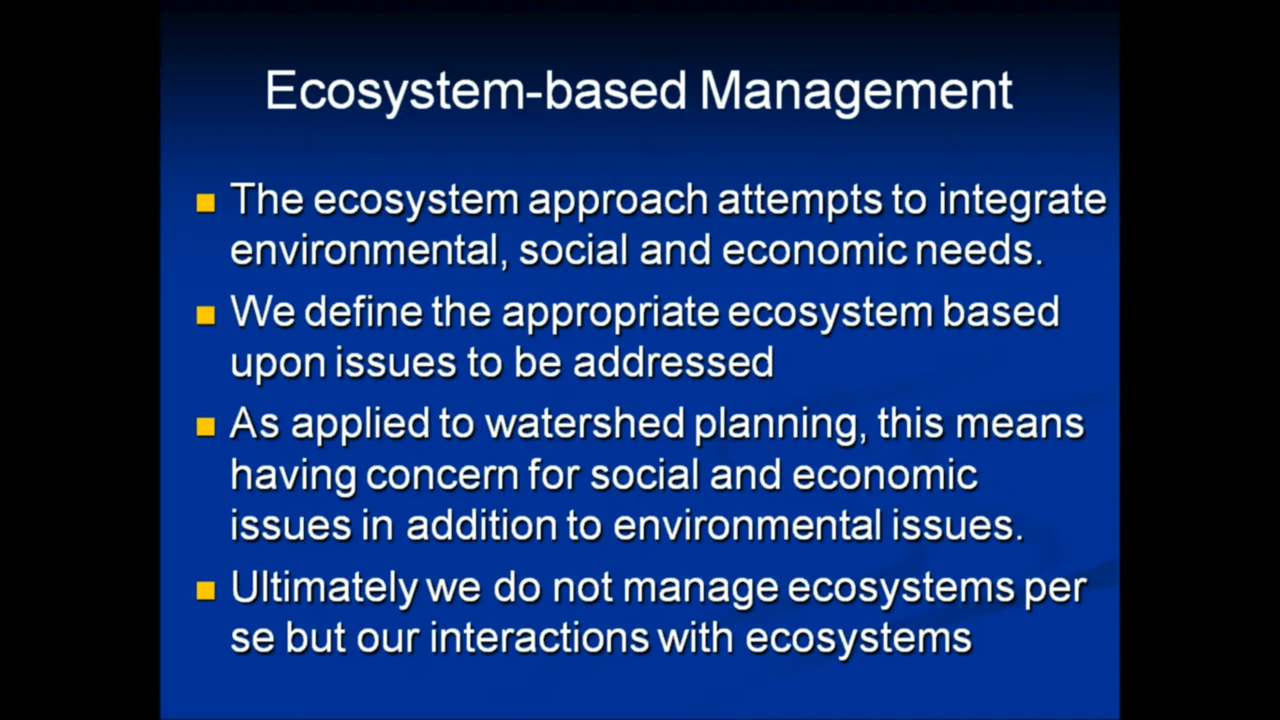 Ecosystem-based Management
The ecosystem approach attempts to integrate
environmental, social and economic needs.
We define the appropriate ecosystem based
upon issues to be addressed
As applied to watershed planning, this means
having concern for social and economic
issues in addition to environmental issues.
Ultimately we do not manage ecosystems per
se but our interactions with ecosystems